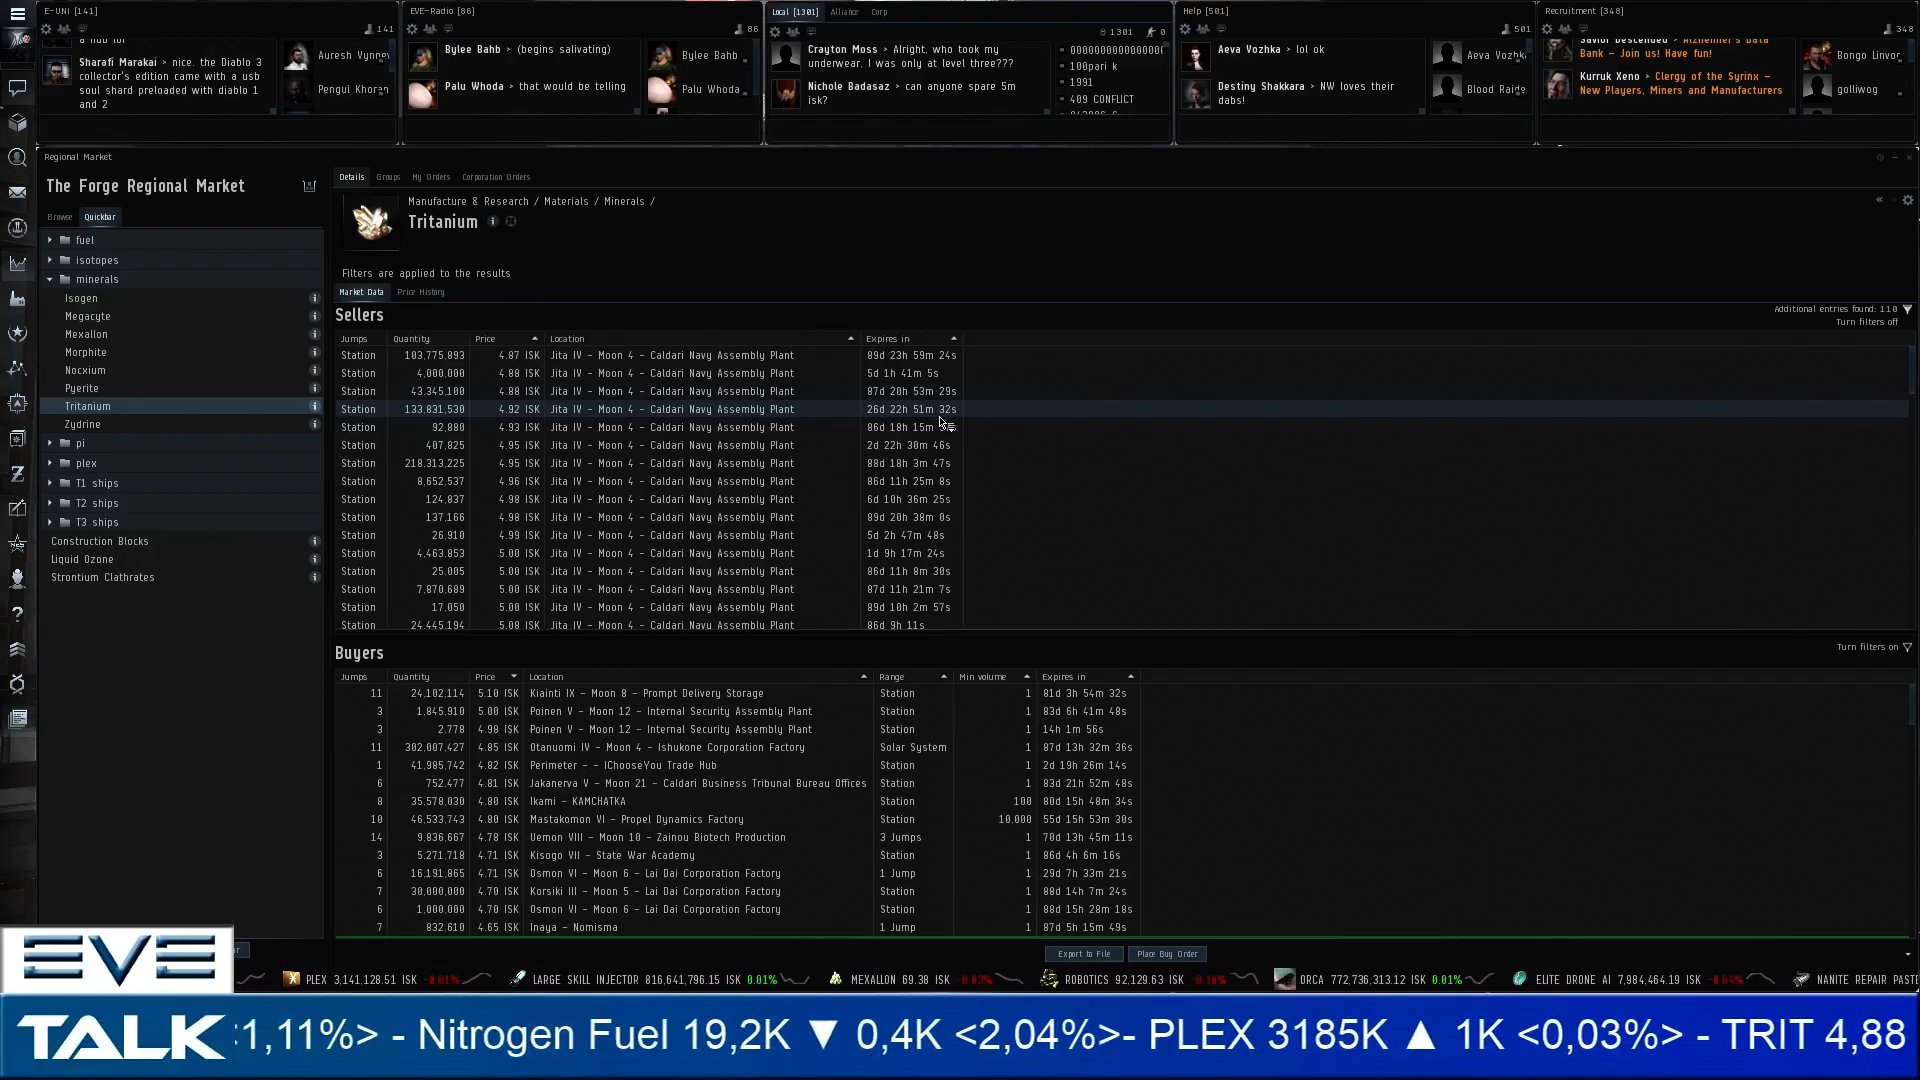 E-UNI [141]
141
a hub lol
Sharafi Marakai > nice. the Diablo 3
collector's edition came with a usb
soul shard preloaded with diablo 1
and 2
Auresh Vynnov
Pengui Khoran
EVE-Radio [86]
86
Bylee Bahb > (begins salivating)
Palu Whoda > that would be telling
Bylee Bahb
Palu Whoda
Local [1301] Alliance Corp
1301 0
Crayton Moss > Alright, who took my
underwear, I was only at level three???
Nichole Badasaz > can anyone spare 5m
isk?
100pari k
1991
409 CONFLICT
Help [501]
501
Aeva Vozhka > lol ok
Destiny Shakkara > NW loves their
dabs!
Aeva Vozhk
Blood Raide
Recruitment [348]
348
Savior Descended > Alzheimer's Data
Bank - Join us! Have fun!
Kurruk Xeno > Clergy of the Syrinx -
New Players, Miners and Manufacturers
Bongo Linvor
golliwog
Regional Market
The Forge Regional Market
Browse Quickbar
fuel
isotopes
minerals
Isogen
Megacyte
Mexallon
Morphite
Nocxium
Pyerite
Tritanium
Zydrine
pi
plex
T1 ships
T2 ships
T3 ships
Construction Blocks
Liquid Ozone
Strontium Clathrates
Details Groups My Orders Corporation Orders
Manufacture & Research / Materials / Minerals /
Tritanium
Filters are applied to the results
Market Data Price History
Sellers
Additional entries found: 110
Turn filters off
Jumps Quantity Price Location Expires in
Station 103,775,893 4.87 ISK Jita IV - Moon 4 - Caldari Navy Assembly Plant 89d 23h 59m 24s
Station 4,000,000 4.88 ISK Jita IV - Moon 4 - Caldari Navy Assembly Plant 5d 1h 41m 5s
Station 43,345,100 4.88 ISK Jita IV - Moon 4 - Caldari Navy Assembly Plant 87d 20h 53m 29s
Station 133,831,530 4.92 ISK Jita IV - Moon 4 - Caldari Navy Assembly Plant 26d 22h 51m 32s
Station 92,880 4.93 ISK Jita IV - Moon 4 - Caldari Navy Assembly Plant 86d 18h 15m
Station 407,825 4.95 ISK Jita IV - Moon 4 - Caldari Navy Assembly Plant 2d 22h 30m 46s
Station 218,313,225 4.95 ISK Jita IV - Moon 4 - Caldari Navy Assembly Plant 88d 18h 3m 47s
Station 8,652,537 4.96 ISK Jita IV - Moon 4 - Caldari Navy Assembly Plant 86d 11h 25m 8s
Station 124,837 4.98 ISK Jita IV - Moon 4 - Caldari Navy Assembly Plant 6d 10h 36m 25s
Station 137,166 4.98 ISK Jita IV - Moon 4 - Caldari Navy Assembly Plant 89d 20h 38m 0s
Station 26,910 4.99 ISK Jita IV - Moon 4 - Caldari Navy Assembly Plant 5d 2h 47m 48s
Station 4,463,853 5.00 ISK Jita IV - Moon 4 - Caldari Navy Assembly Plant 1d 9h 17m 24s
Station 25,005 5.00 ISK Jita IV - Moon 4 - Caldari Navy Assembly Plant 86d 11h 8m 30s
Station 7,870,689 5.00 ISK Jita IV - Moon 4 - Caldari Navy Assembly Plant 87d 11h 21m 7s
Station 17,050 5.00 ISK Jita IV - Moon 4 - Caldari Navy Assembly Plant 89d 10h 2m 57s
Station 24,445,194 5.08 ISK Jita IV - Moon 4 - Caldari Navy Assembly Plant 86d 9h 11s
Buyers
Turn filters on
Jumps Quantity Price Location Range Min volume Expires in
11 24,102,114 5.10 ISK Kiainti IX - Moon 8 - Prompt Delivery Storage Station 1 81d 3h 54m 32s
3 1,845,910 5.00 ISK Poinen V - Moon 12 - Internal Security Assembly Plant Station 1 83d 6h 41m 48s
3 2,778 4.98 ISK Poinen V - Moon 12 - Internal Security Assembly Plant Station 1 14h 1m 56s
11 302,007,427 4.85 ISK Otanuomi IV - Moon 4 - Ishukone Corporation Factory Solar System 1 87d 13h 32m 36s
1 41,985,742 4.82 ISK Perimeter - - IChooseYou Trade Hub Station 1 2d 19h 26m 14s
6 752,477 4.81 ISK Jakanerva V - Moon 21 - Caldari Business Tribunal Bureau Offices Station 1 83d 21h 52m 48s
8 35,578,030 4.80 ISK Ikami - KAMCHATKA Station 100 80d 15h 48m 34s
10 46,533,743 4.80 ISK Mastakomon VI - Propel Dynamics Factory Station 10,000 55d 15h 53m 30s
14 9,836,667 4.78 ISK Uemon VIII - Moon 10 - Zainou Biotech Production 3 Jumps 1 70d 13h 45m 11s
3 5,271,718 4.71 ISK Kisogo VII - State War Academy Station 1 86d 4h 6m 16s
6 16,191,865 4.71 ISK Osmon VI - Moon 6 - Lai Dai Corporation Factory 1 Jump 1 29d 7h 33m 21s
7 30,000,000 4.70 ISK Korsiki III - Moon 5 - Lai Dai Corporation Factory Station 1 88d 14h 7m 24s
6 1,000,000 4.70 ISK Osmon VI - Moon 6 - Lai Dai Corporation Factory Station 1 88d 15h 28m 18s
7 832,610 4.65 ISK Inaya - Nomisma 1 Jump 1 87d 5h 15m 49s
Export to File Place Buy Order
EVE
PLEX 3,141,128.51 ISK -0.01% LARGE SKILL INJECTOR 816,641,796.15 ISK 0.01% MEXALLON 69.38 ISK -0.03% ROBOTICS 92,129.63 ISK -0.10% ORCA 772,736,313.12 ISK 0.01% ELITE DRONE AI 7,984,464.19 ISK -0.04% NANITE REPAIR PASTE
TALK
1,11%> - Nitrogen Fuel 19,2K ▼ 0,4K <2,04%>- PLEX 3185K ▲ 1K <0,03%> - TRIT 4,88